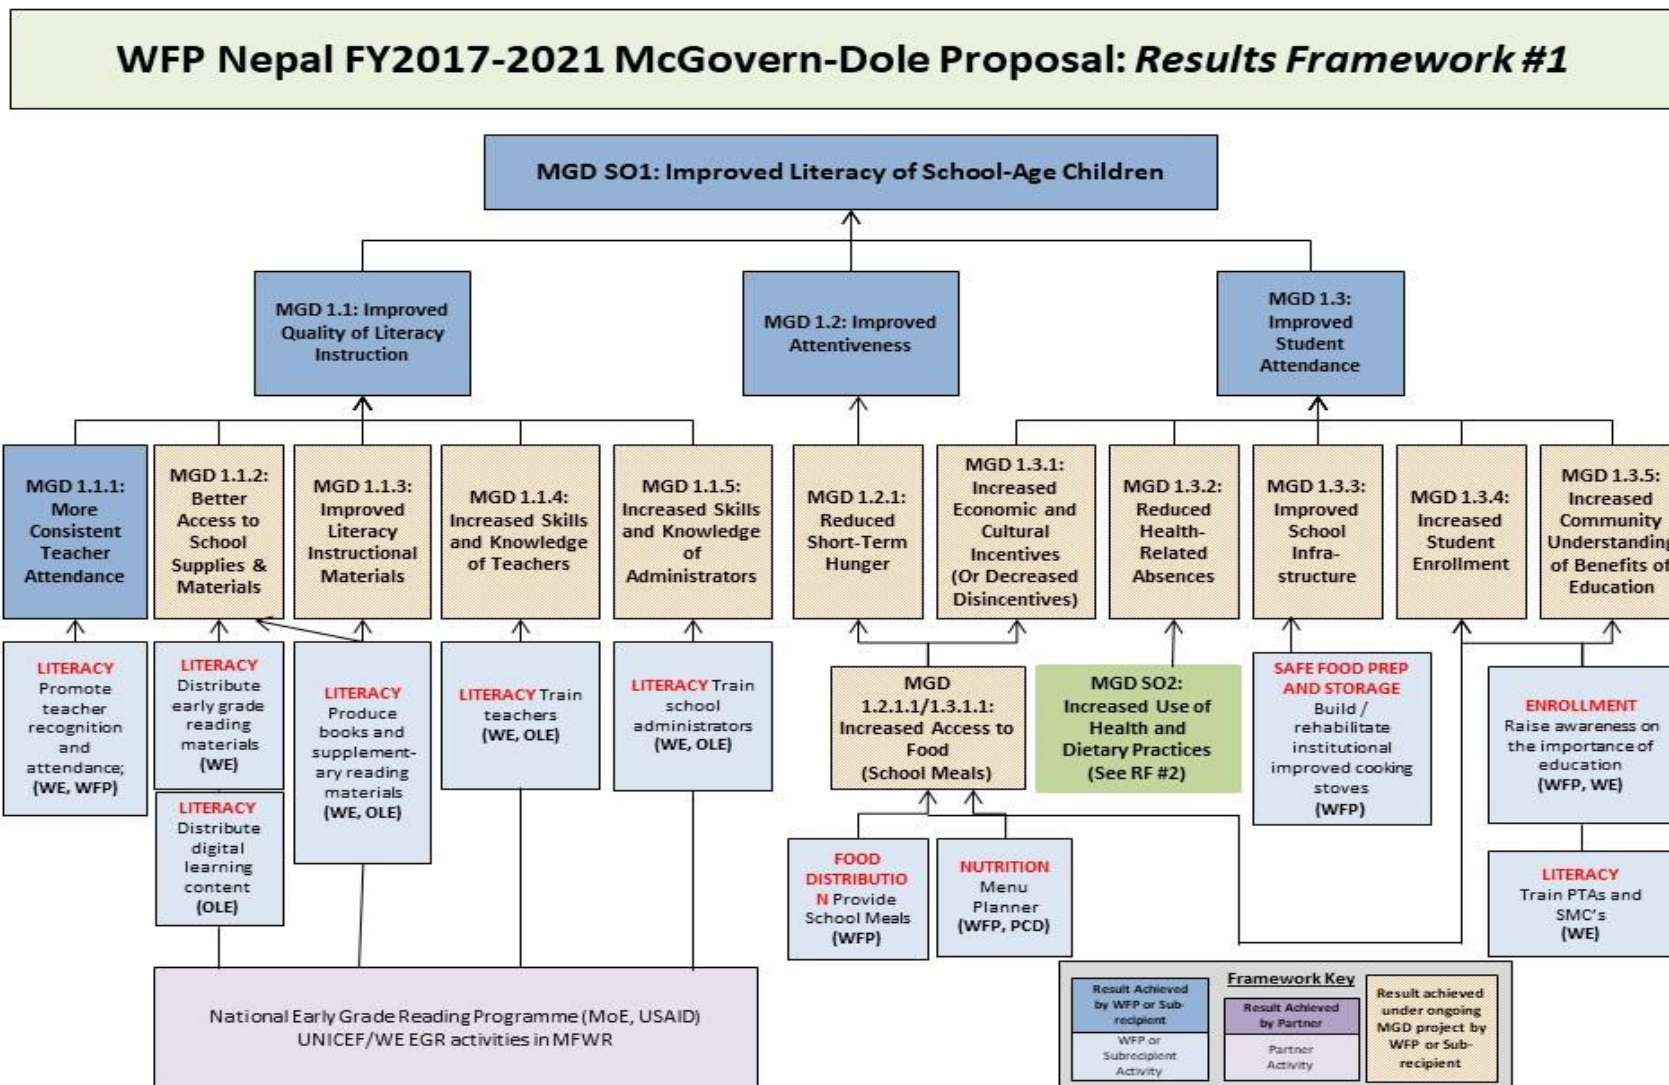 WFP Nepal FY2017-2021 McGovern-Dole Proposal: Results Framework #1
MGD SO1: Improved Literacy of School-Age Children
MGD 1.1: Improved
Quality of Literacy
Instruction
MGD 1.2: Improved
Attentiveness
MGD 1.3:
Improved
Student
Attendance
MGD 1.1.1:
More
Consistent
Teacher
Attendance
MGD 1.1.2:
Better
Access to
School
Supplies &
Materials
MGD 1.1.3:
Improved
Literacy
Instructional
Materials
MGD 1.1.4:
Increased Skills
and Knowledge
of Teachers
MGD 1.1.5:
Increased Skills
and Knowledge
of
Administrators
MGD 1.2.1:
Reduced
Short-Term
Hunger
MGD 1.3.1:
Increased
Economic and
Cultural
Incentives
(Or Decreased
Disincentives)
MGD 1.3.2:
Reduced
Health-
Related
Absences
MGD 1.3.3:
Improved
School
Infra-
structure
MGD 1.3.4:
Increased
Student
Enrollment
MGD 1.3.5:
Increased
Community
Understanding
of Benefits of
Education
LITERACY
Promote
teacher
recognition
and
attendance;
(WE, WFP)
LITERACY
Distribute
early grade
reading
materials
(WE)
LITERACY
Distribute
digital
learning
content
(OLE)
LITERACY
Produce
books and
supplement-
ary reading
materials
(WE, OLE)
LITERACY Train
teachers
(WE, OLE)
LITERACY Train
school
administrators
(WE, OLE)
MGD
1.2.1.1/1.3.1.1:
Increased Access to
Food
(School Meals)
MGD SO2:
Increased Use of
Health and
Dietary Practices
(See RF #2)
SAFE FOOD PREP
AND STORAGE
Build /
rehabilitate
institutional
improved cooking
stoves
(WFP)
ENROLLMENT
Raise awareness on
the importance of
education
(WFP, WE)
FOOD
DISTRIBUTIO
N Provide
School Meals
(WFP)
NUTRITION
Menu
Planner
(WFP, PCD)
LITERACY
Train PTAs and
SMC's
(WE)
National Early Grade Reading Programme (MoE, USAID)
UNICEF/WE EGR activities in MFWR
Framework Key
Result Achieved
by WFP or Sub-
recipient
WFP or
Subrecipient
Activity
Result Achieved
by Partner
Partner
Activity
Result achieved
under ongoing
MGD project by
WFP or Sub-
recipient